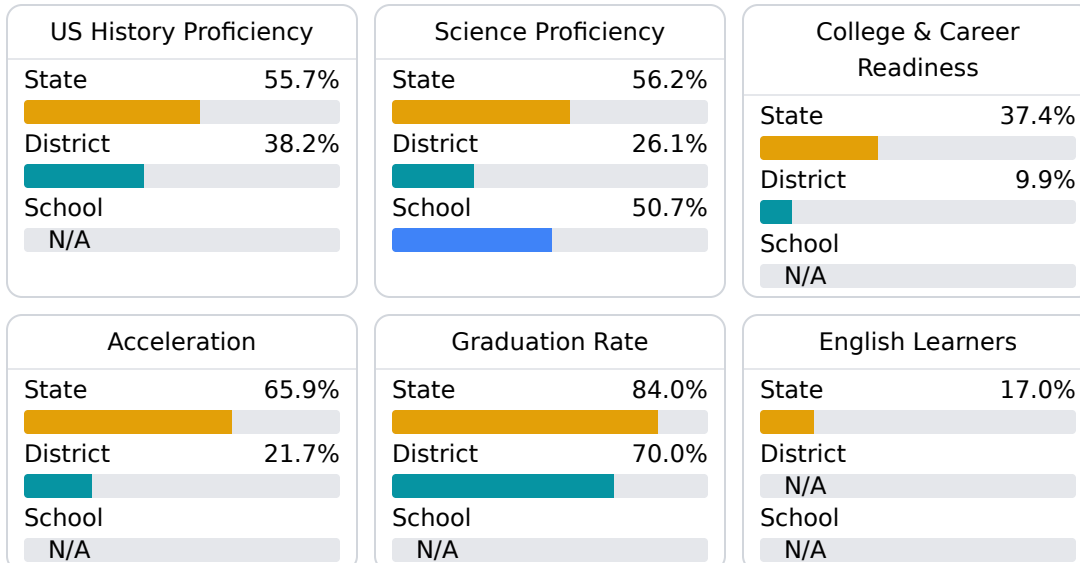 US History Proficiency
State 55.7%
District 38.2%
School
N/A
Science Proficiency
State 56.2%
District 26.1%
School 50.7%
College & Career
Readiness
State 37.4%
District 9.9%
School
N/A
Acceleration
State 65.9%
District 21.7%
School
N/A
Graduation Rate
State 84.0%
District 70.0%
School
N/A
English Learners
State 17.0%
District
N/A
School
N/A